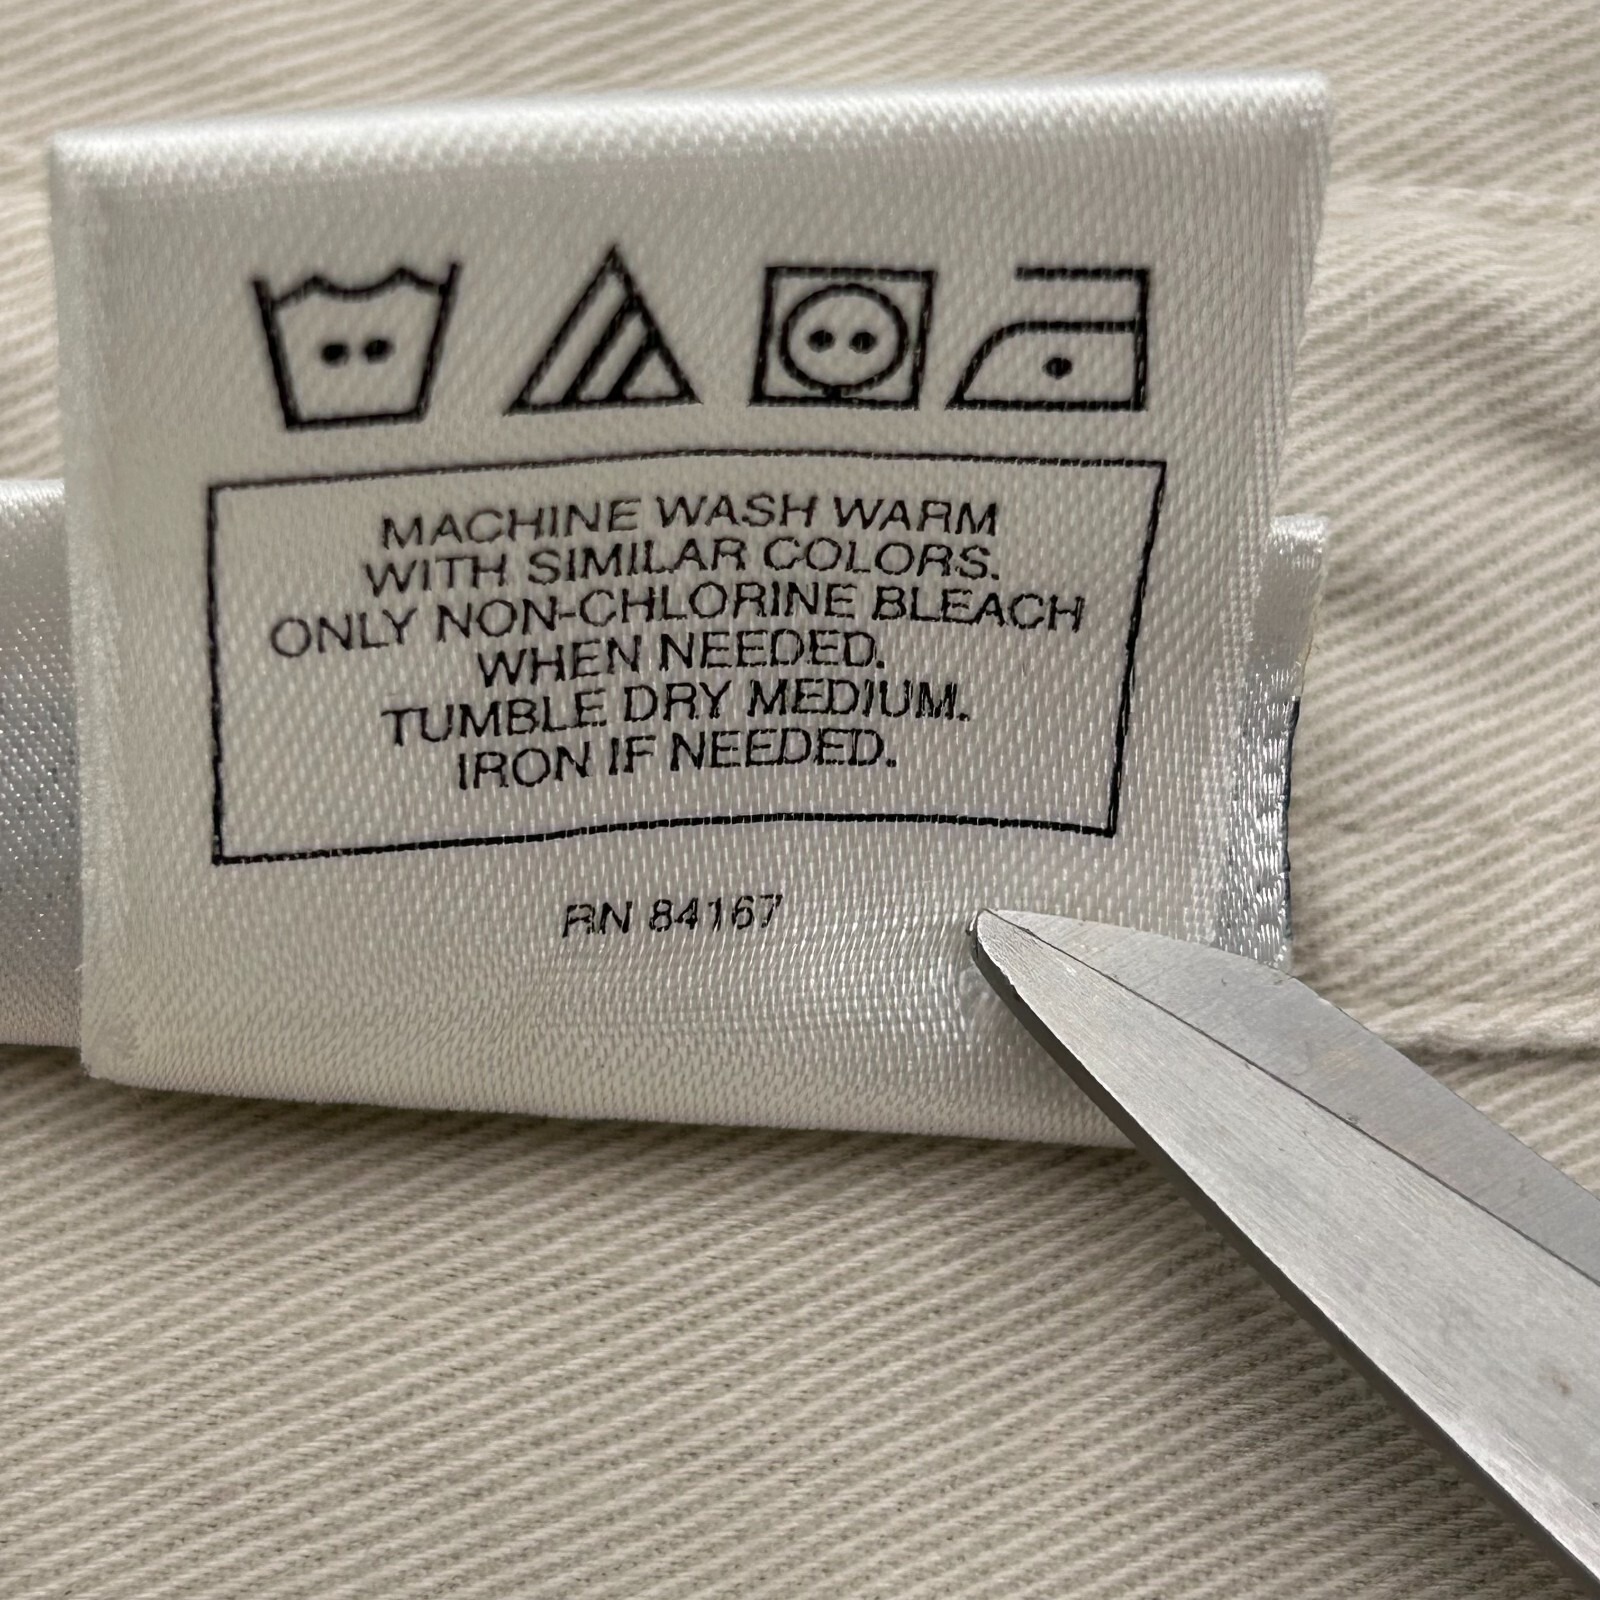 MACHINE WASH WARM
WITH SIMILAR COLORS.
ONLY NON-CHLORINE BLEACH
WHEN NEEDED.
TUMBLE DRY MEDIUM.
IRON IF NEEDED.
RN 84167